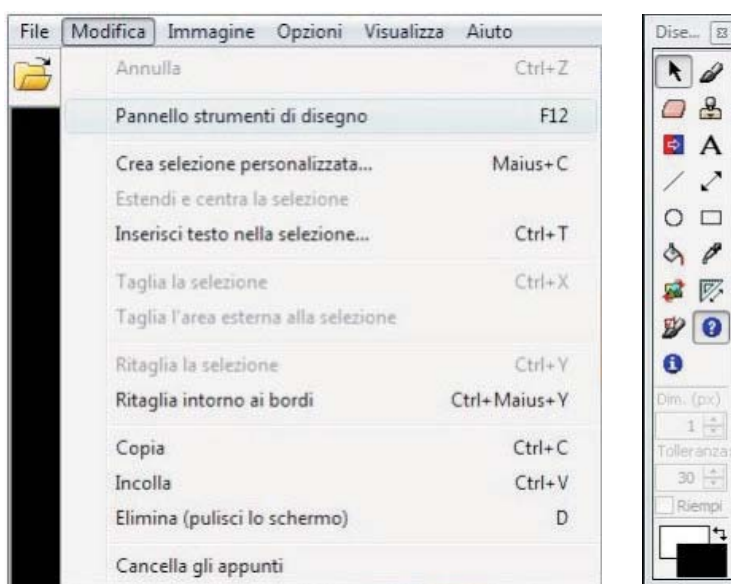 File Modifica Immagine Opzioni Visualizza Aiuto
Annulla Ctrl+Z
Pannello strumenti di disegno F12
Crea selezione personalizzata... Maius+C
Estendi e centra la selezione
Inserisci testo nella selezione... Ctrl+T
Taglia la selezione Ctrl+X
Taglia l'area esterna alla selezione
Ritaglia la selezione Ctrl+Y
Ritaglia intorno ai bordi Ctrl+Maius+Y
Copia Ctrl+C
Incolla Ctrl+V
Elimina (pulisci lo schermo) D
Cancella gli appunti
Dise...
A
Dim. (px)
1
Tolleranza:
30
Riempi